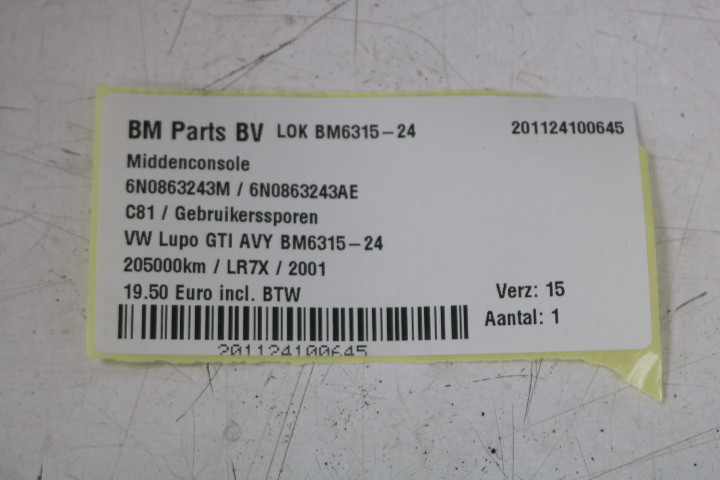 BM Parts BV LOK BM6315-24 201124100645
Middenconsole
6N0863243M / 6N0863243AE
C81 / Gebruikerssporen
VW Lupo GTI AVY BM6315-24
205000km / LR7X / 2001
19.50 Euro incl. BTW Verz: 15
Aantal: 1
201124100645